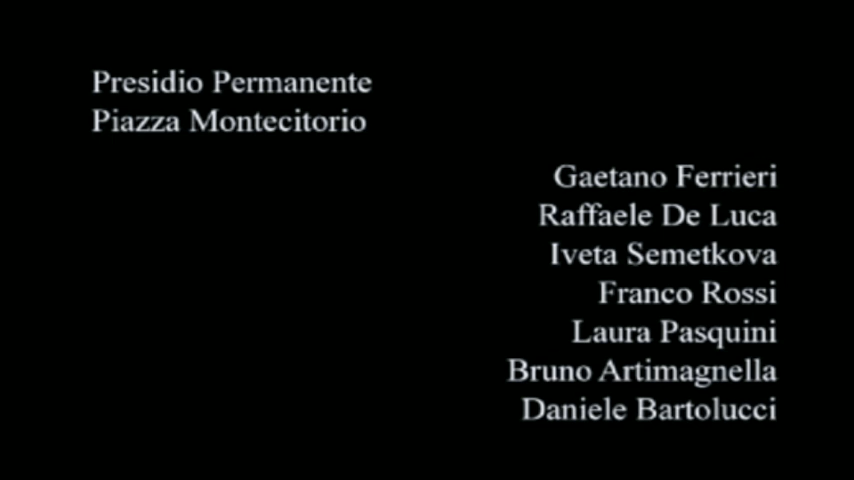 Presidio Permanente
Piazza Montecitorio
Gaetano Ferrieri
Raffaele De Luca
Iveta Semetkova
Franco Rossi
Laura Pasquini
Bruno Artimagnella
Daniele Bartolucci